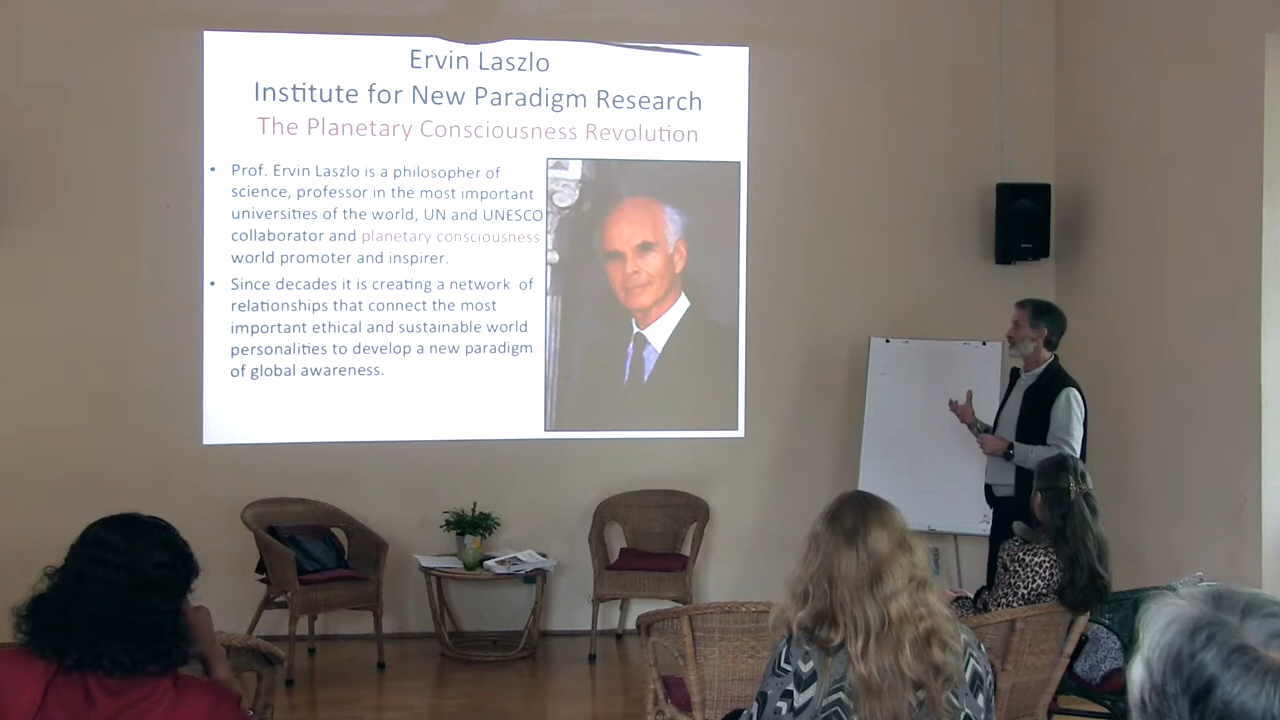 Ervin Laszlo
Institute for New Paradigm Research
The Planetary Consciousness Revolution
• Prof. Ervin Laszlo is a philosopher of
science, professor in the most important
universities of the world, UN and UNESCO
collaborator and planetary consciousness
world promoter and inspirer.
• Since decades it is creating a network of
relationships that connect the most
important ethical and sustainable world
personalities to develop a new paradigm
of global awareness.